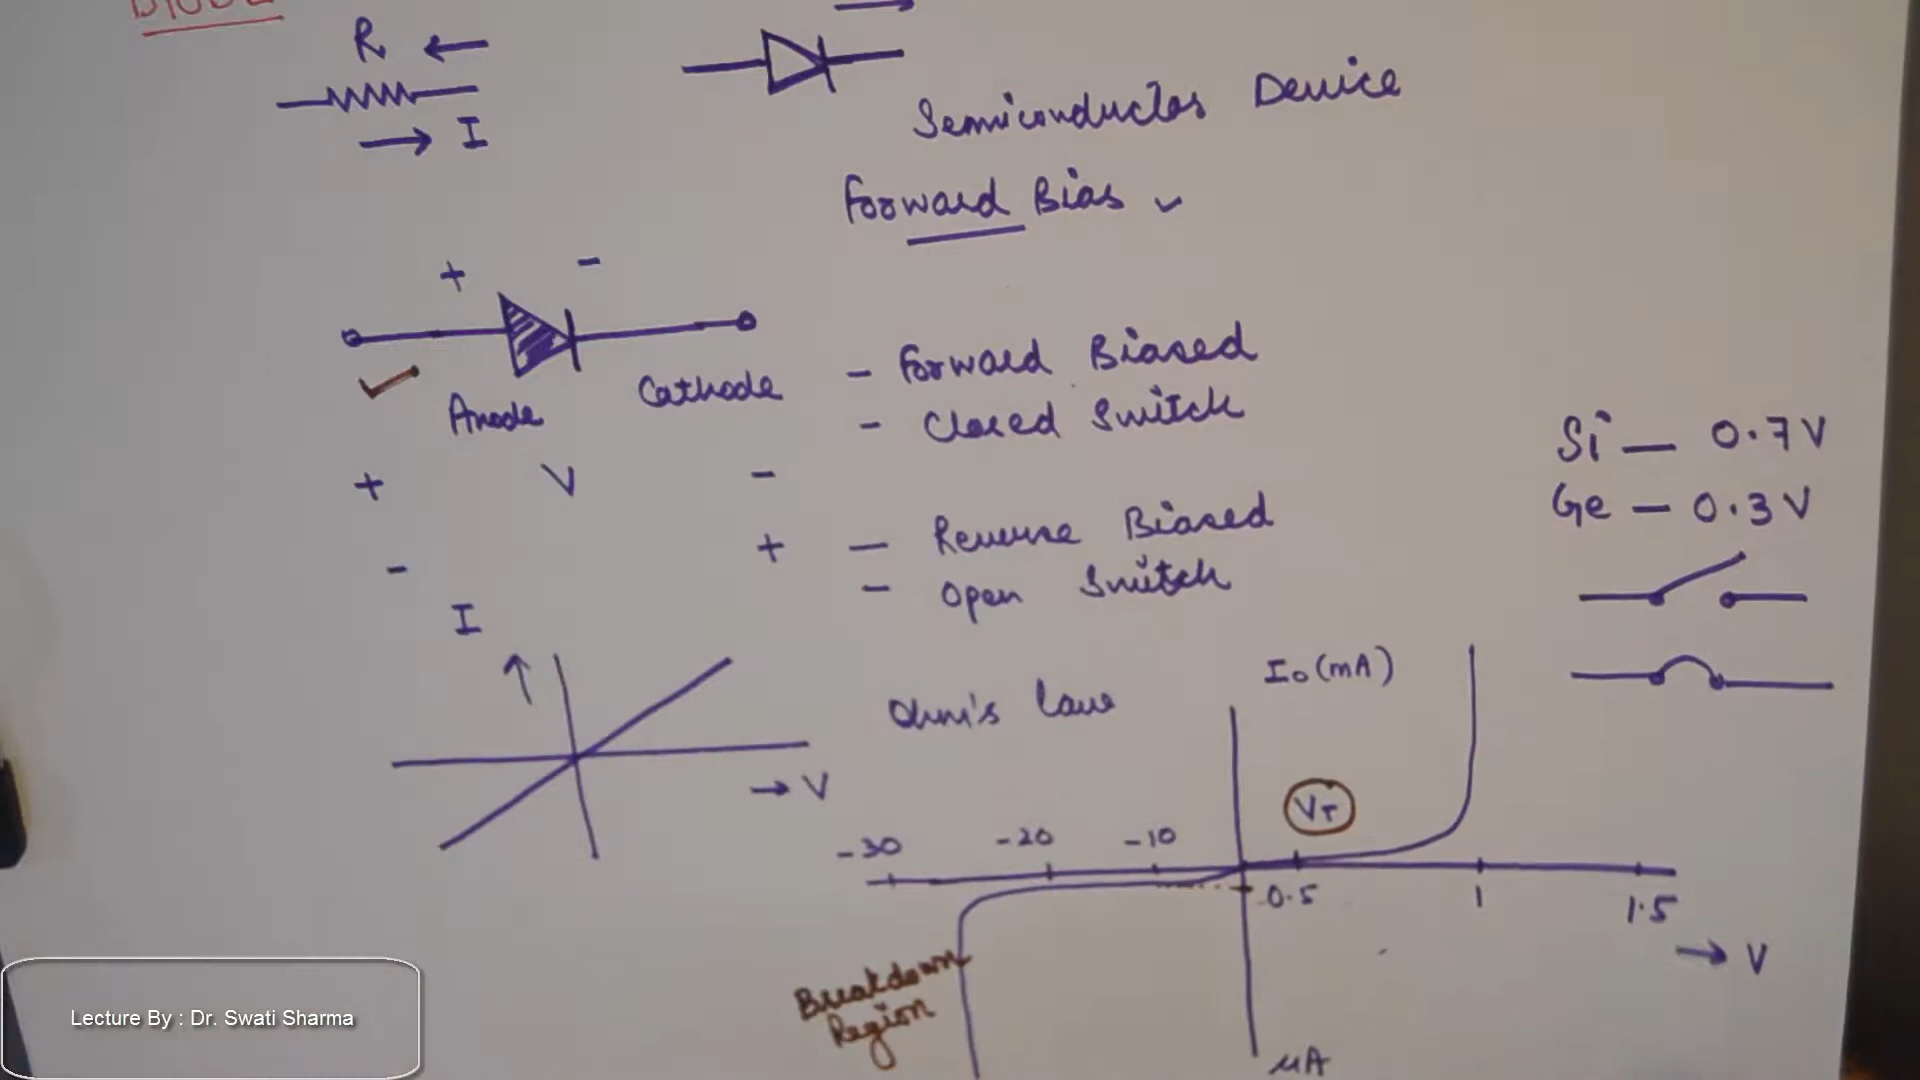 DIODE
R
I
Semiconductor Device
Forward Bias
+ -
Anode Cathode
- Forward Biased
- Closed Switch
+ V -
- +
- Reverse Biased
- Open Switch
Si - 0.7V
Ge - 0.3V
I
→ V
Ohm's law
I₀ (mA)
VT
-30 -20 -10
0.5 1 1.5
→ V
Breakdown
Region
μA
Lecture By : Dr. Swati Sharma